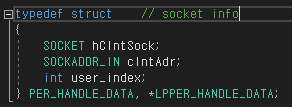 typedef struct    // socket info
{
    SOCKET hClntSock;
    SOCKADDR_IN clntAdr;
    int user_index;
} PER_HANDLE_DATA, *LPPER_HANDLE_DATA;